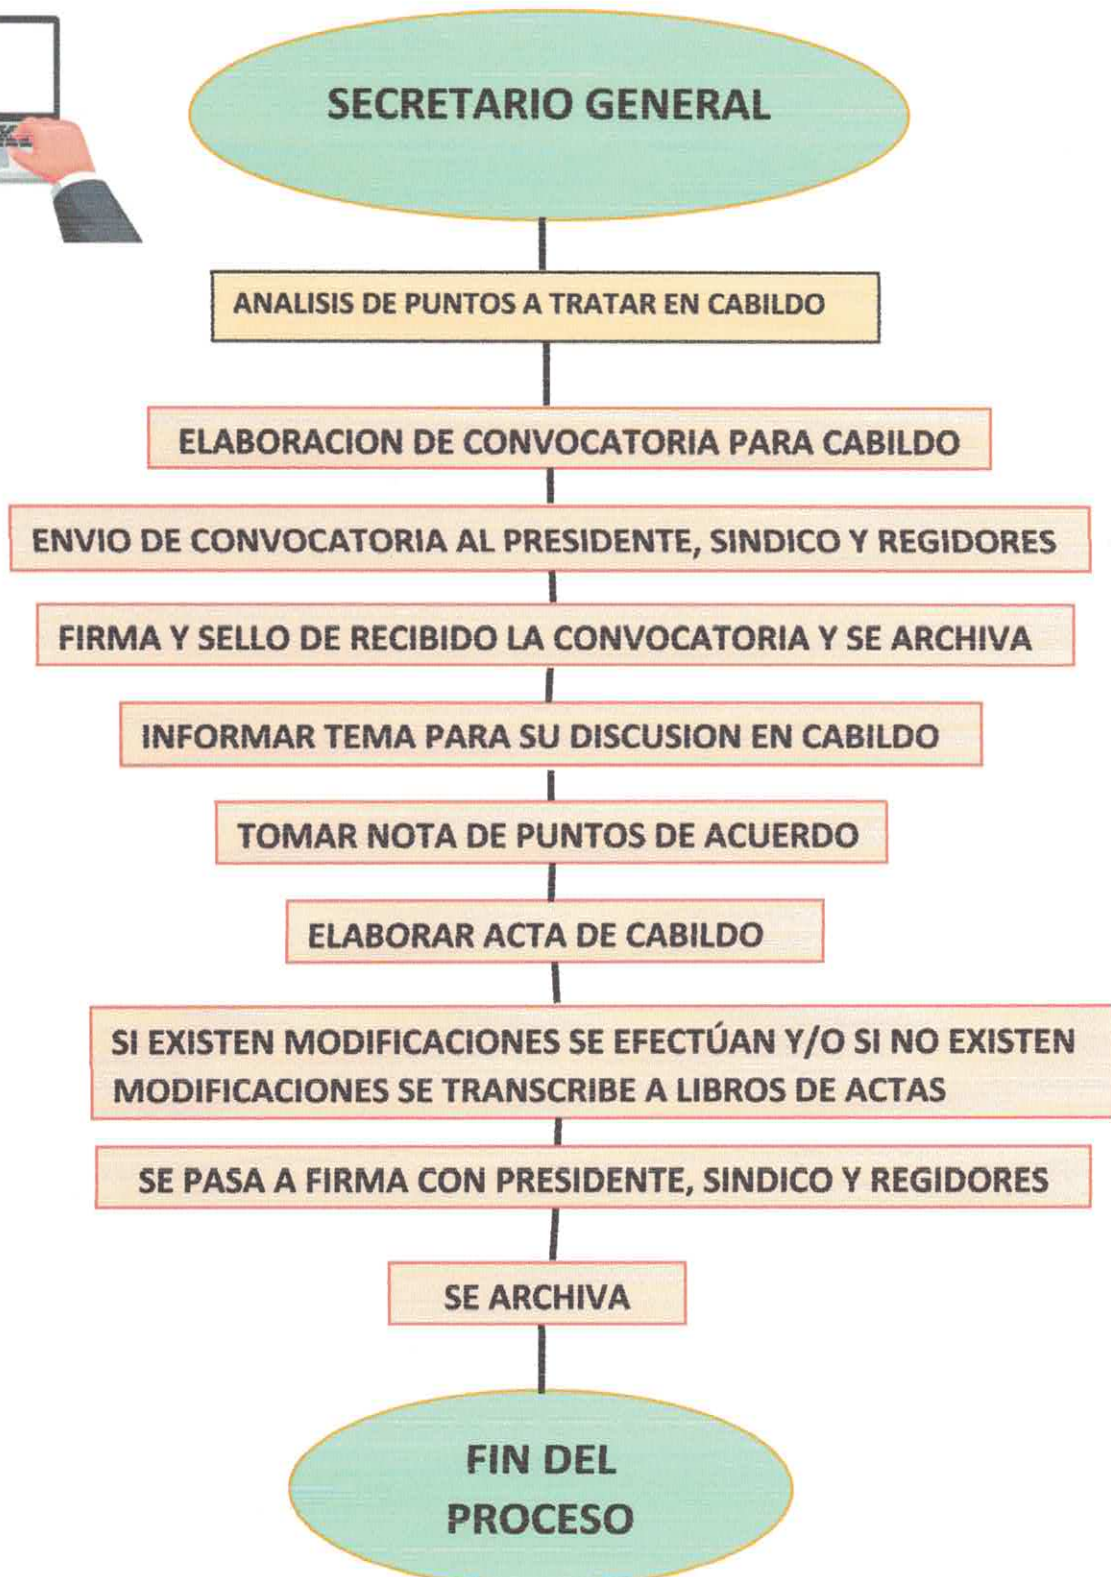 SECRETARIO GENERAL
ANALISIS DE PUNTOS A TRATAR EN CABILDO
ELABORACION DE CONVOCATORIA PARA CABILDO
ENVIO DE CONVOCATORIA AL PRESIDENTE, SINDICO Y REGIDORES
FIRMA Y SELLO DE RECIBIDO LA CONVOCATORIA Y SE ARCHIVA
INFORMAR TEMA PARA SU DISCUSION EN CABILDO
TOMAR NOTA DE PUNTOS DE ACUERDO
ELABORAR ACTA DE CABILDO
SI EXISTEN MODIFICACIONES SE EFECTÚAN Y/O SI NO EXISTEN
MODIFICACIONES SE TRANSCRIBE A LIBROS DE ACTAS
SE PASA A FIRMA CON PRESIDENTE, SINDICO Y REGIDORES
SE ARCHIVA
FIN DEL
PROCESO